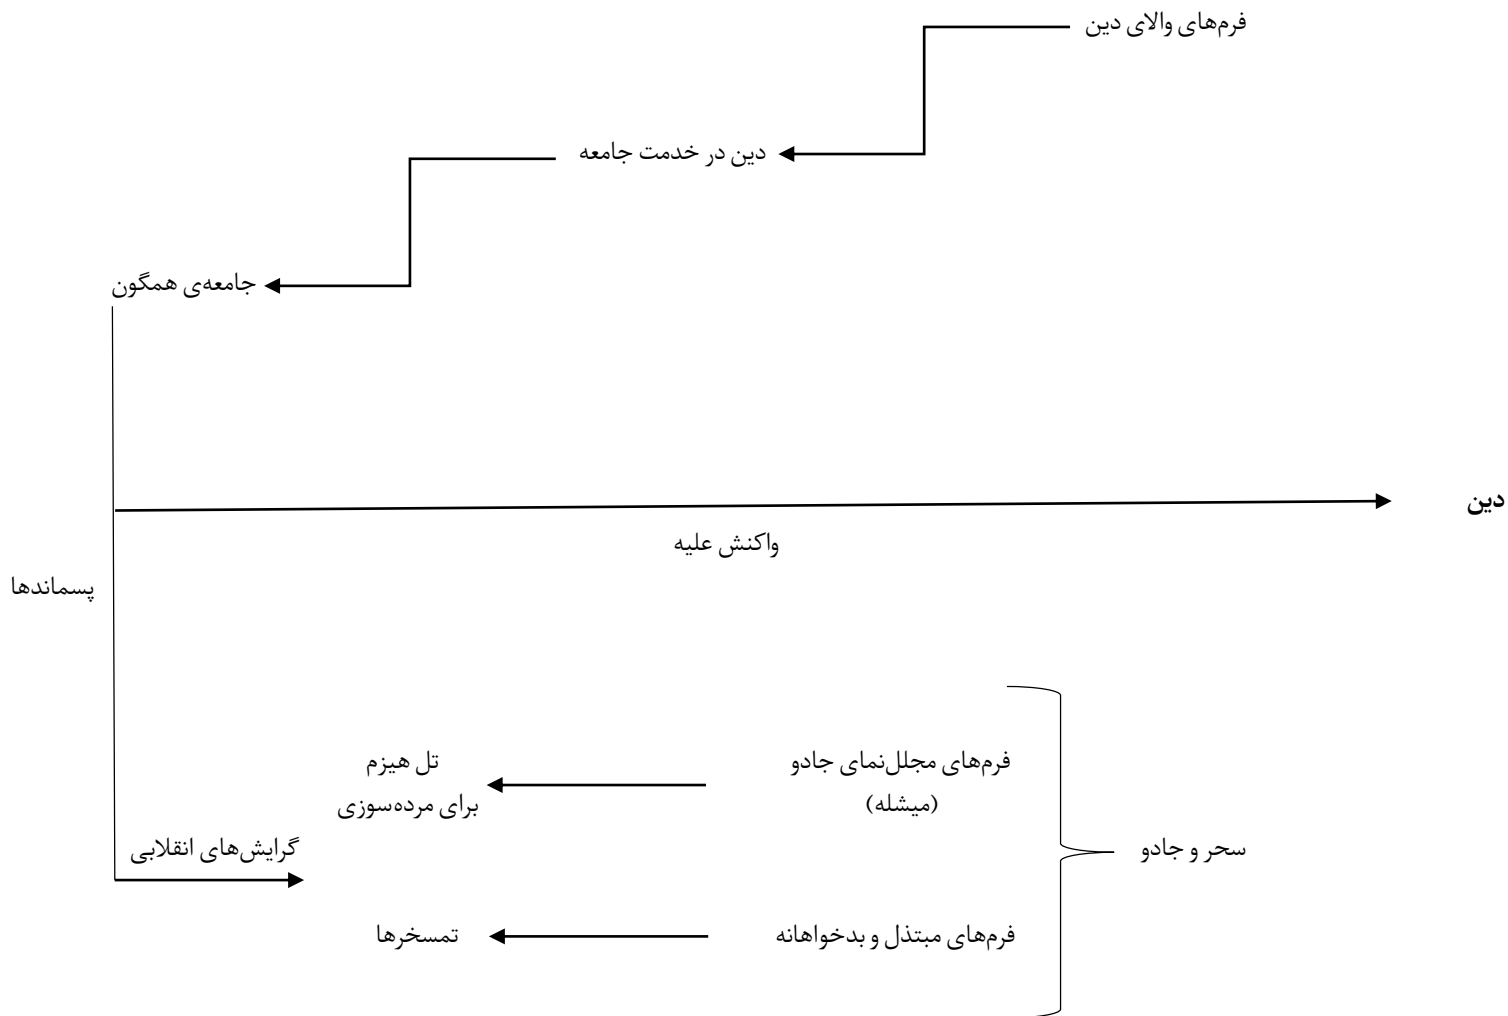 فرم‌های والای دین
دین در خدمت جامعه
جامعه‌ی همگون
دین
واکنش علیه
پسماندها
فرم‌های مجلل‌نمای جادو
(میشله)
تل هیزم
برای مرده‌سوزی
سحر و جادو
گرایش‌های انقلابی
فرم‌های مبتذل و بدخواهانه
تمسخرها